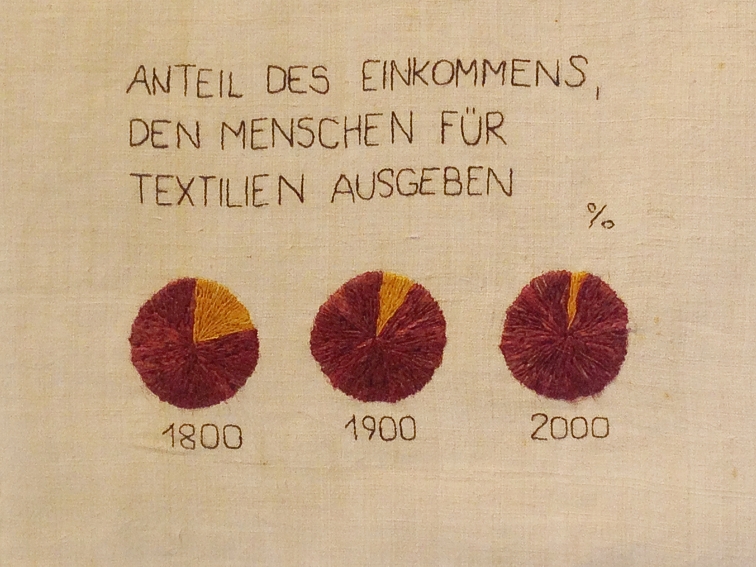 ANTEIL DES EINKOMMENS,
DEN MENSCHEN FÜR
TEXTILIEN AUSGEBEN
%
1800 1900 2000